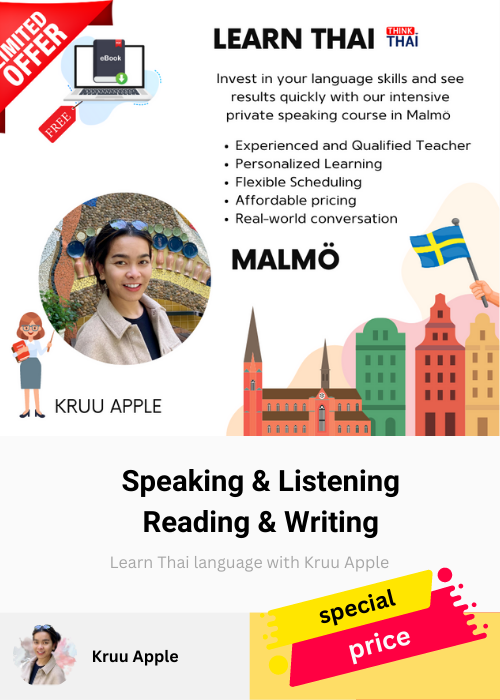 LIMITED
OFFER
eBook
FREE
LEARN THAI
THINK
THAI
Invest in your language skills and see
results quickly with our intensive
private speaking course in Malmö
• Experienced and Qualified Teacher
• Personalized Learning
• Flexible Scheduling
• Affordable pricing
• Real-world conversation
MALMÖ
KRUU APPLE
Speaking & Listening
Reading & Writing
Learn Thai language with Kruu Apple
Kruu Apple
special
price